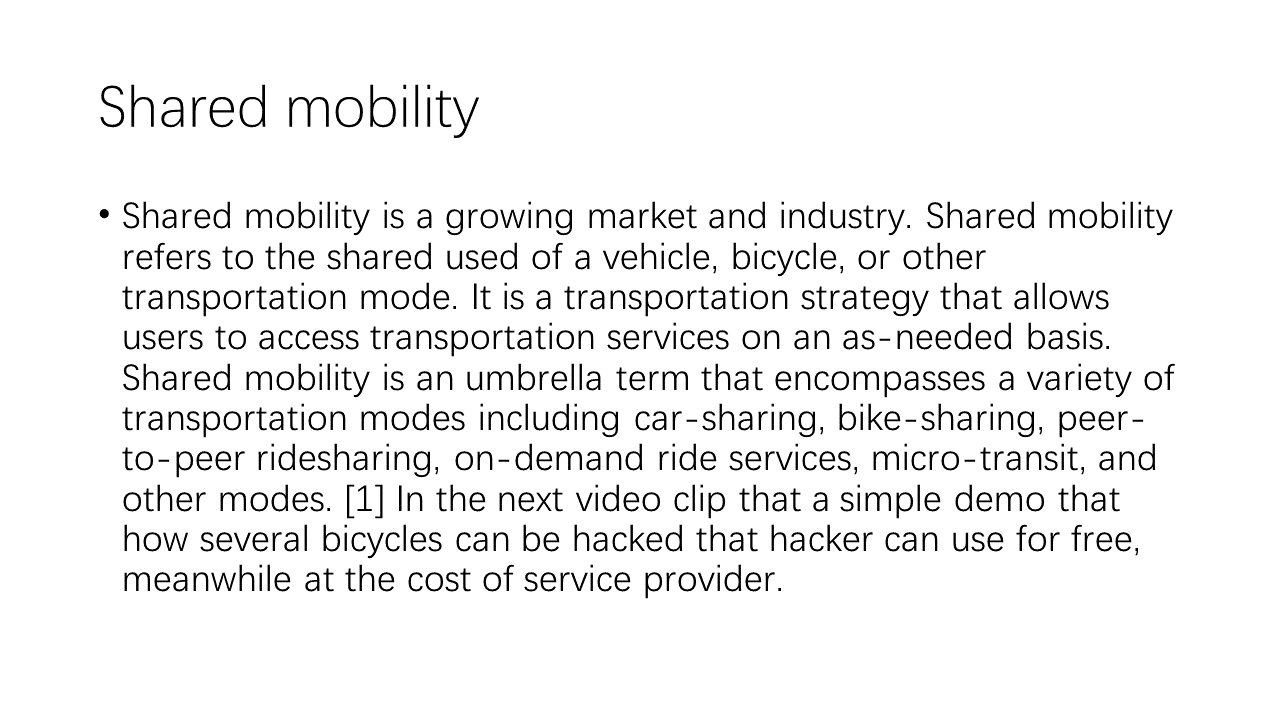 Shared mobility
• Shared mobility is a growing market and industry. Shared mobility
refers to the shared used of a vehicle, bicycle, or other
transportation mode. It is a transportation strategy that allows
users to access transportation services on an as-needed basis.
Shared mobility is an umbrella term that encompasses a variety of
transportation modes including car-sharing, bike-sharing, peer-
to-peer ridesharing, on-demand ride services, micro-transit, and
other modes. [1] In the next video clip that a simple demo that
how several bicycles can be hacked that hacker can use for free,
meanwhile at the cost of service provider.